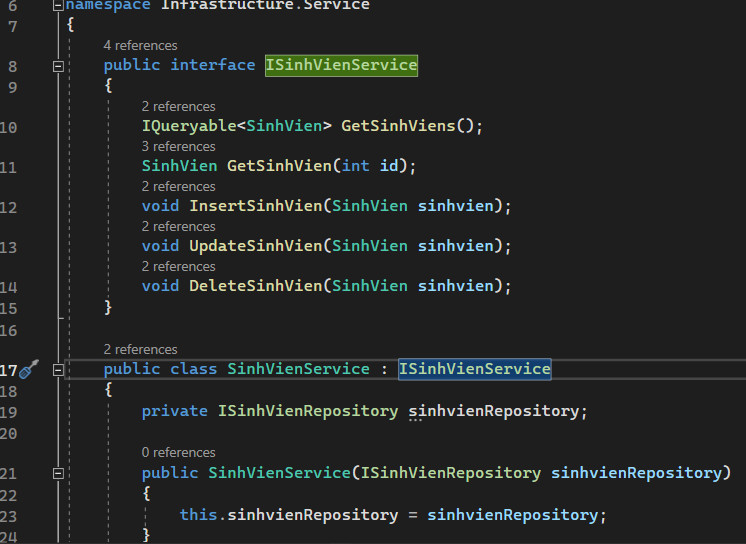 6 namespace Infrastructure.Service
7 {
4 references
8 public interface ISinhVienService
9 {
2 references
10 IQueryable<SinhVien> GetSinhViens();
3 references
11 SinhVien GetSinhVien(int id);
2 references
12 void InsertSinhVien(SinhVien sinhvien);
2 references
13 void UpdateSinhVien(SinhVien sinhvien);
2 references
14 void DeleteSinhVien(SinhVien sinhvien);
15 }
16
2 references
17 public class SinhVienService : ISinhVienService
18 {
19 private ISinhVienRepository sinhvienRepository;
20
0 references
21 public SinhVienService(ISinhVienRepository sinhvienRepository)
22 {
23 this.sinhvienRepository = sinhvienRepository;
24 }